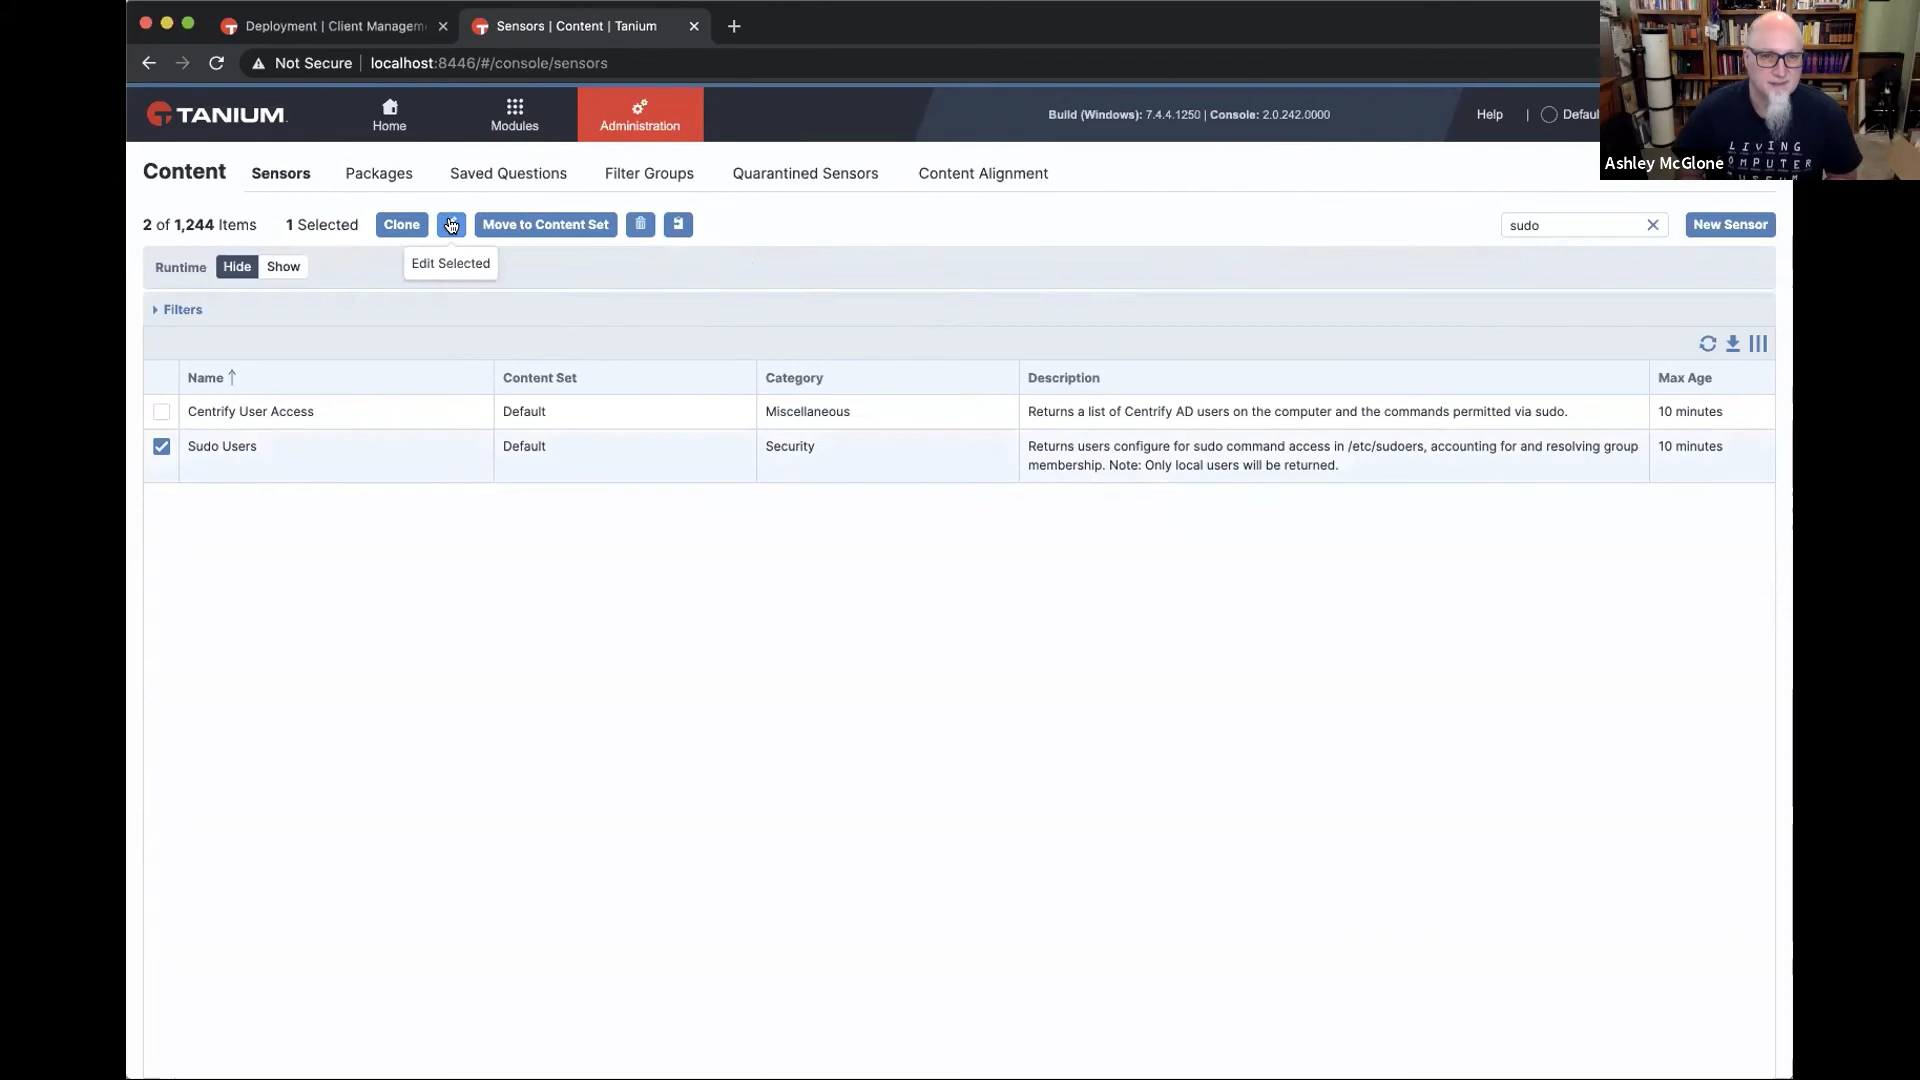 Deployment | Client Managem
Sensors | Content | Tanium
Not Secure | localhost:8446/#/console/sensors
TANIUM
Home
Modules
Administration
Build (Windows): 7.4.4.1250 | Console: 2.0.242.0000
Help
Defau
LIVING
COMPUTER
MUSEUM
Ashley McGlone
Content
Sensors
Packages
Saved Questions
Filter Groups
Quarantined Sensors
Content Alignment
2 of 1,244 Items
1 Selected
Clone
Move to Content Set
sudo
New Sensor
Edit Selected
Runtime
Hide
Show
Filters
Name
Content Set
Category
Description
Max Age
Centrify User Access
Default
Miscellaneous
Returns a list of Centrify AD users on the computer and the commands permitted via sudo.
10 minutes
Sudo Users
Default
Security
Returns users configure for sudo command access in /etc/sudoers, accounting for and resolving group
membership. Note: Only local users will be returned.
10 minutes